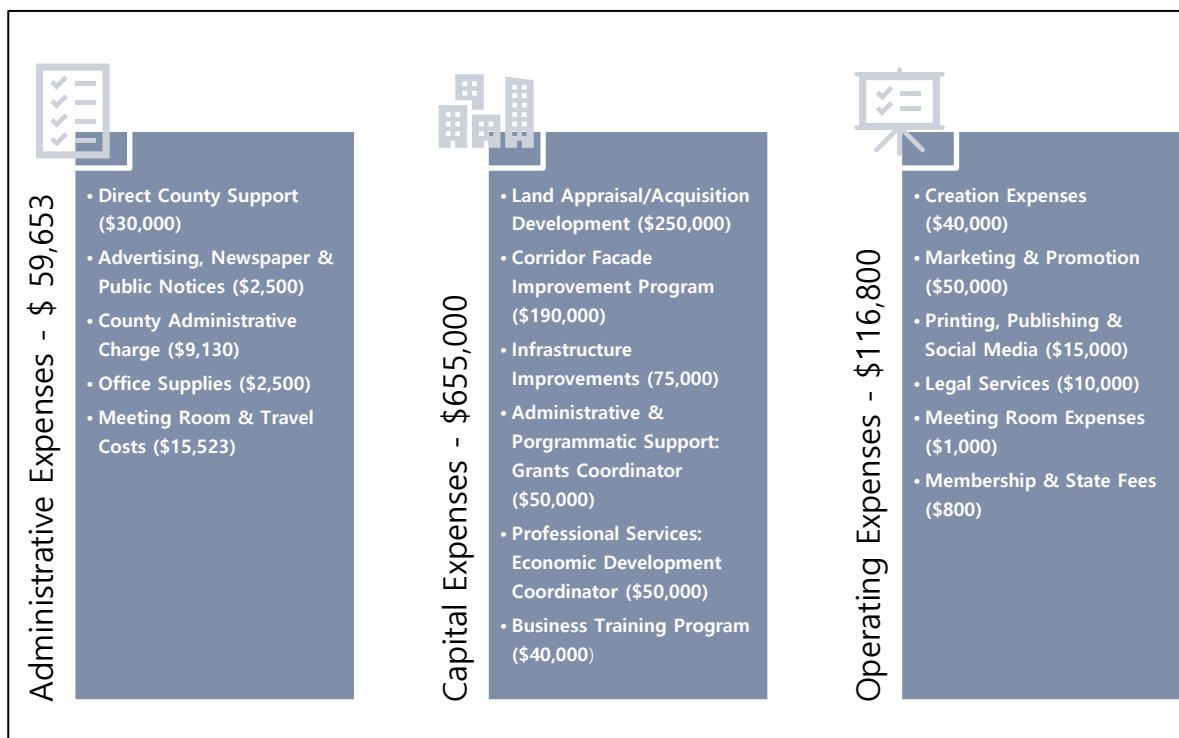 Administrative Expenses - $ 59,653
• Direct County Support
($30,000)
• Advertising, Newspaper &
Public Notices ($2,500)
• County Administrative
Charge ($9,130)
• Office Supplies ($2,500)
• Meeting Room & Travel
Costs ($15,523)
Capital Expenses - $655,000
• Land Appraisal/Acquisition
Development ($250,000)
• Corridor Facade
Improvement Program
($190,000)
• Infrastructure
Improvements (75,000)
• Administrative &
Porgrammatic Support:
Grants Coordinator
($50,000)
• Professional Services:
Economic Development
Coordinator ($50,000)
• Business Training Program
($40,000)
Operating Expenses - $116,800
• Creation Expenses
($40,000)
• Marketing & Promotion
($50,000)
• Printing, Publishing &
Social Media ($15,000)
• Legal Services ($10,000)
• Meeting Room Expenses
($1,000)
• Membership & State Fees
($800)